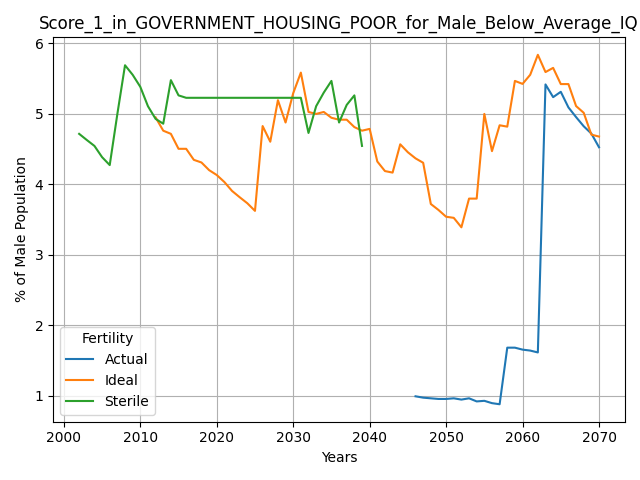 Score_1_in_GOVERNMENT_HOUSING_POOR_for_Male_Below_Average_IQ
% of Male Population
6
5
4
3
2
1
Fertility
Actual
Ideal
Sterile
2000 2010 2020 2030 2040 2050 2060 2070
Years